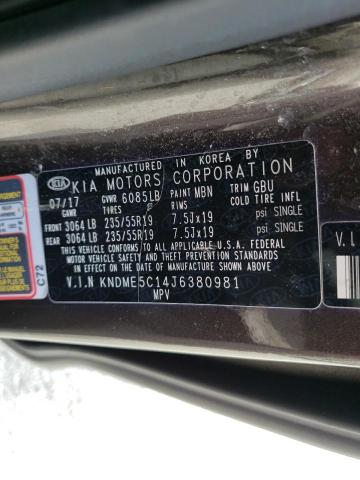 MANUFACTURED IN KOREA BY
KIA KIA MOTORS CORPORATION
07/17 GVWR 6085LB PAINT MBN TRIM GBU
GAWR TIRES RIMS COLD TIRE INFL
FRONT 3064 LB 235/55R19 7.5Jx19 psi SINGLE
REAR 3064 LB 235/55R19 7.5Jx19 psi SINGLE
THIS VEHICLE CONFORMS TO ALL APPLICABLE U.S.A. FEDERAL
MOTOR VEHICLE SAFETY, BUMPER, AND THEFT PREVENTION
STANDARDS IN EFFECT ON THE DATE OF MANUFACTURE SHOWN ABOVE.
V.I.N KNDME5C14J6380981
MPV
C72
V.I